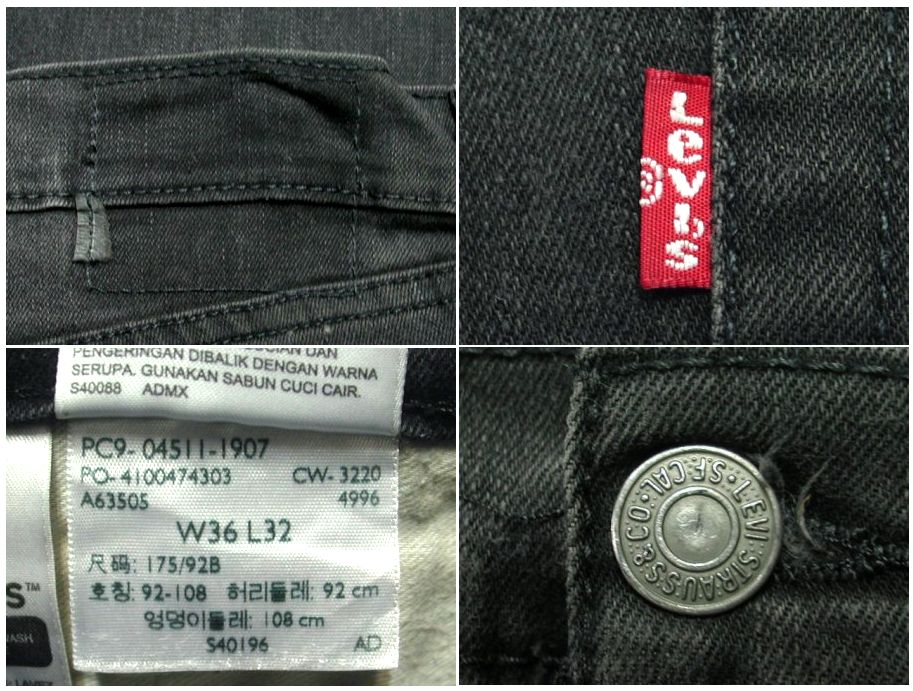 Levi's
®
PENGERINGAN DIBALIK DENGAN WARNA
SERUPA. GUNAKAN SABUN CUCI CAIR.
S40088 ADMX
PC9-04511-1907
PO-4100474303 CW-3220
A63505 4996
W36 L32
尺码: 175/92B
호칭: 92-108 허리둘레: 92 cm
엉덩이둘레: 108 cm
S40196 AD
S™
LEVI STRAUSS & CO. S.F. CAL.